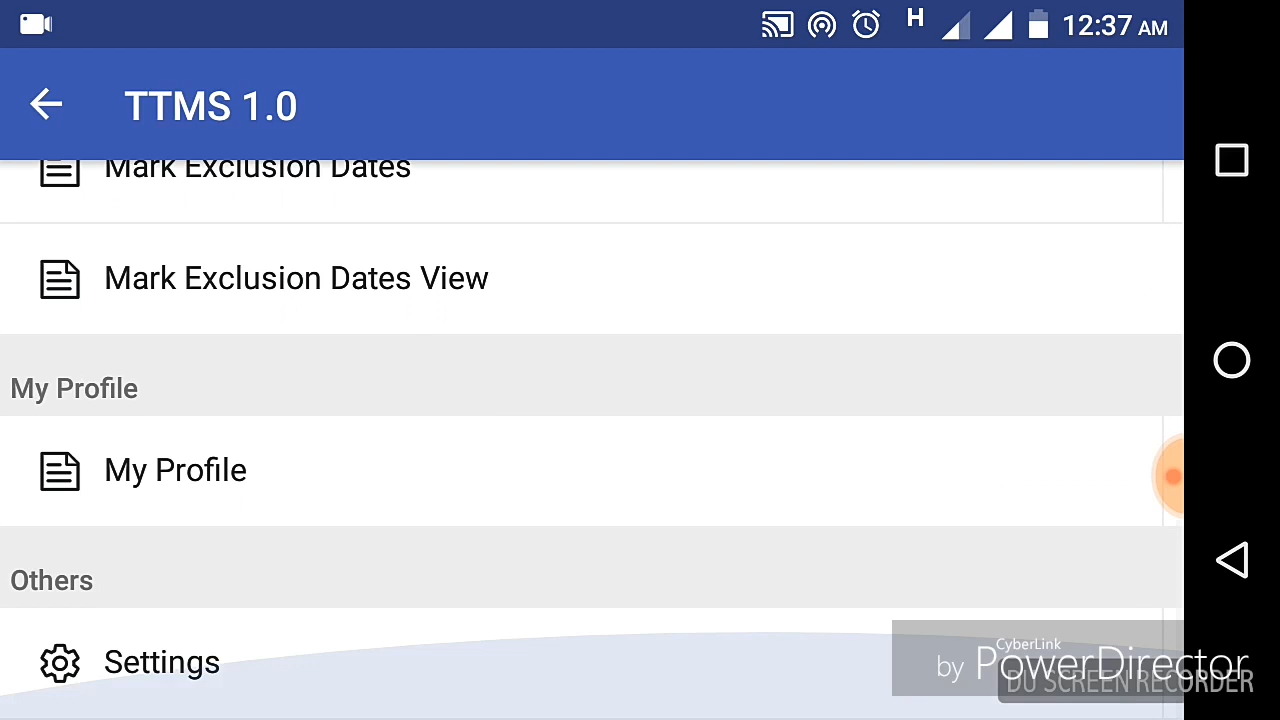 H 12:37 AM
TTMS 1.0
Mark Exclusion Dates
Mark Exclusion Dates View
My Profile
My Profile
Others
Settings
CyberLink
by PowerDirector
DU SCREEN RECORDER